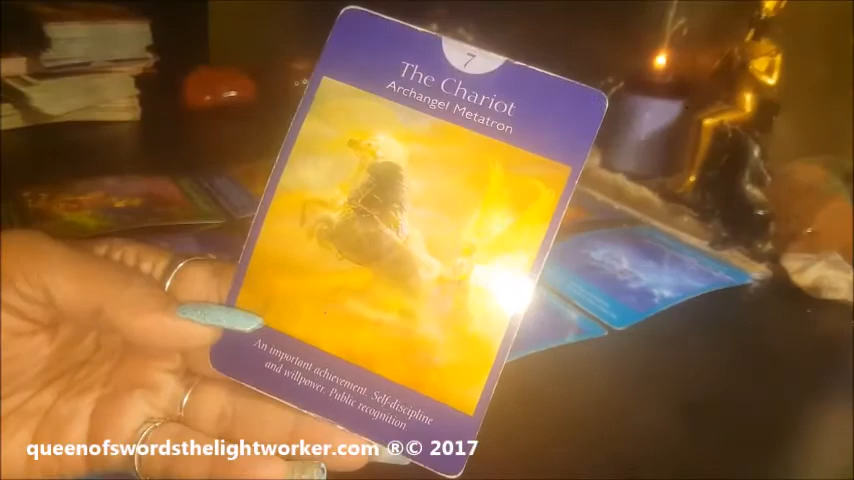 7
The Chariot
Archangel Metatron
An important achievement. Self-discipline
and willpower. Public recognition.
queenofswordsthelightworker.com ®© 2017